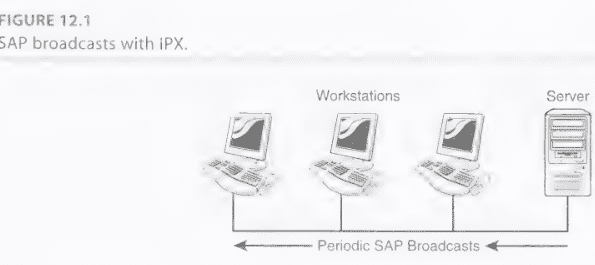 FIGURE 12.1
SAP broadcasts with iPX.
Workstations
Server
Periodic SAP Broadcasts